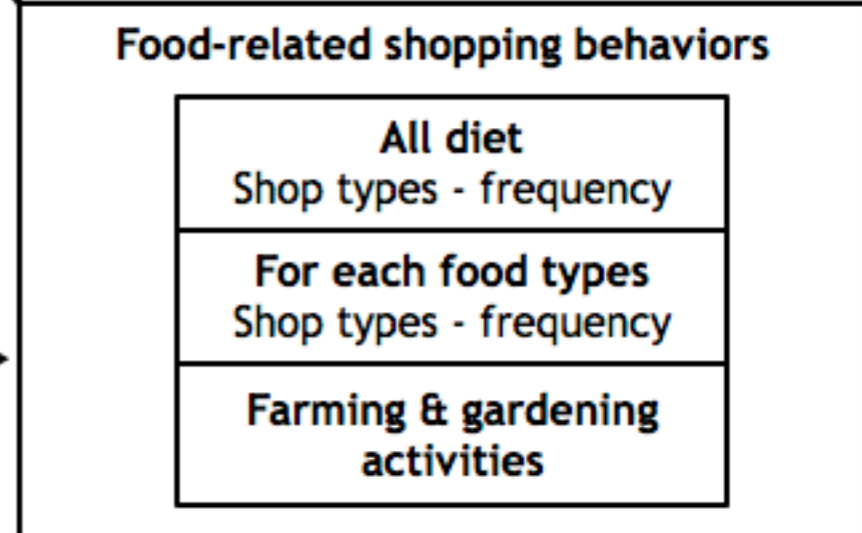 Food-related shopping behaviors
All diet
Shop types - frequency
For each food types
Shop types - frequency
Farming & gardening
activities